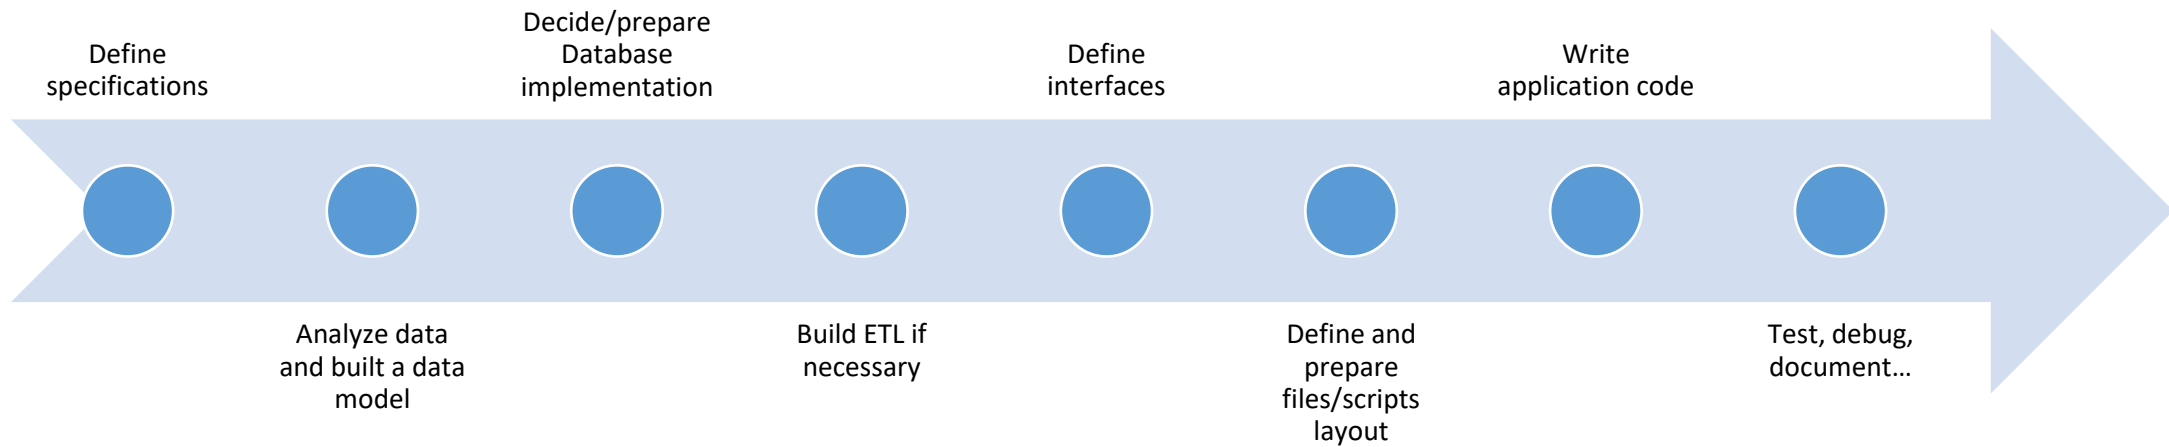 Define
specifications
Analyze data
and built a data
model
Decide/prepare
Database
implementation
Build ETL if
necessary
Define
interfaces
Define and
prepare
files/scripts
layout
Write
application code
Test, debug,
document…